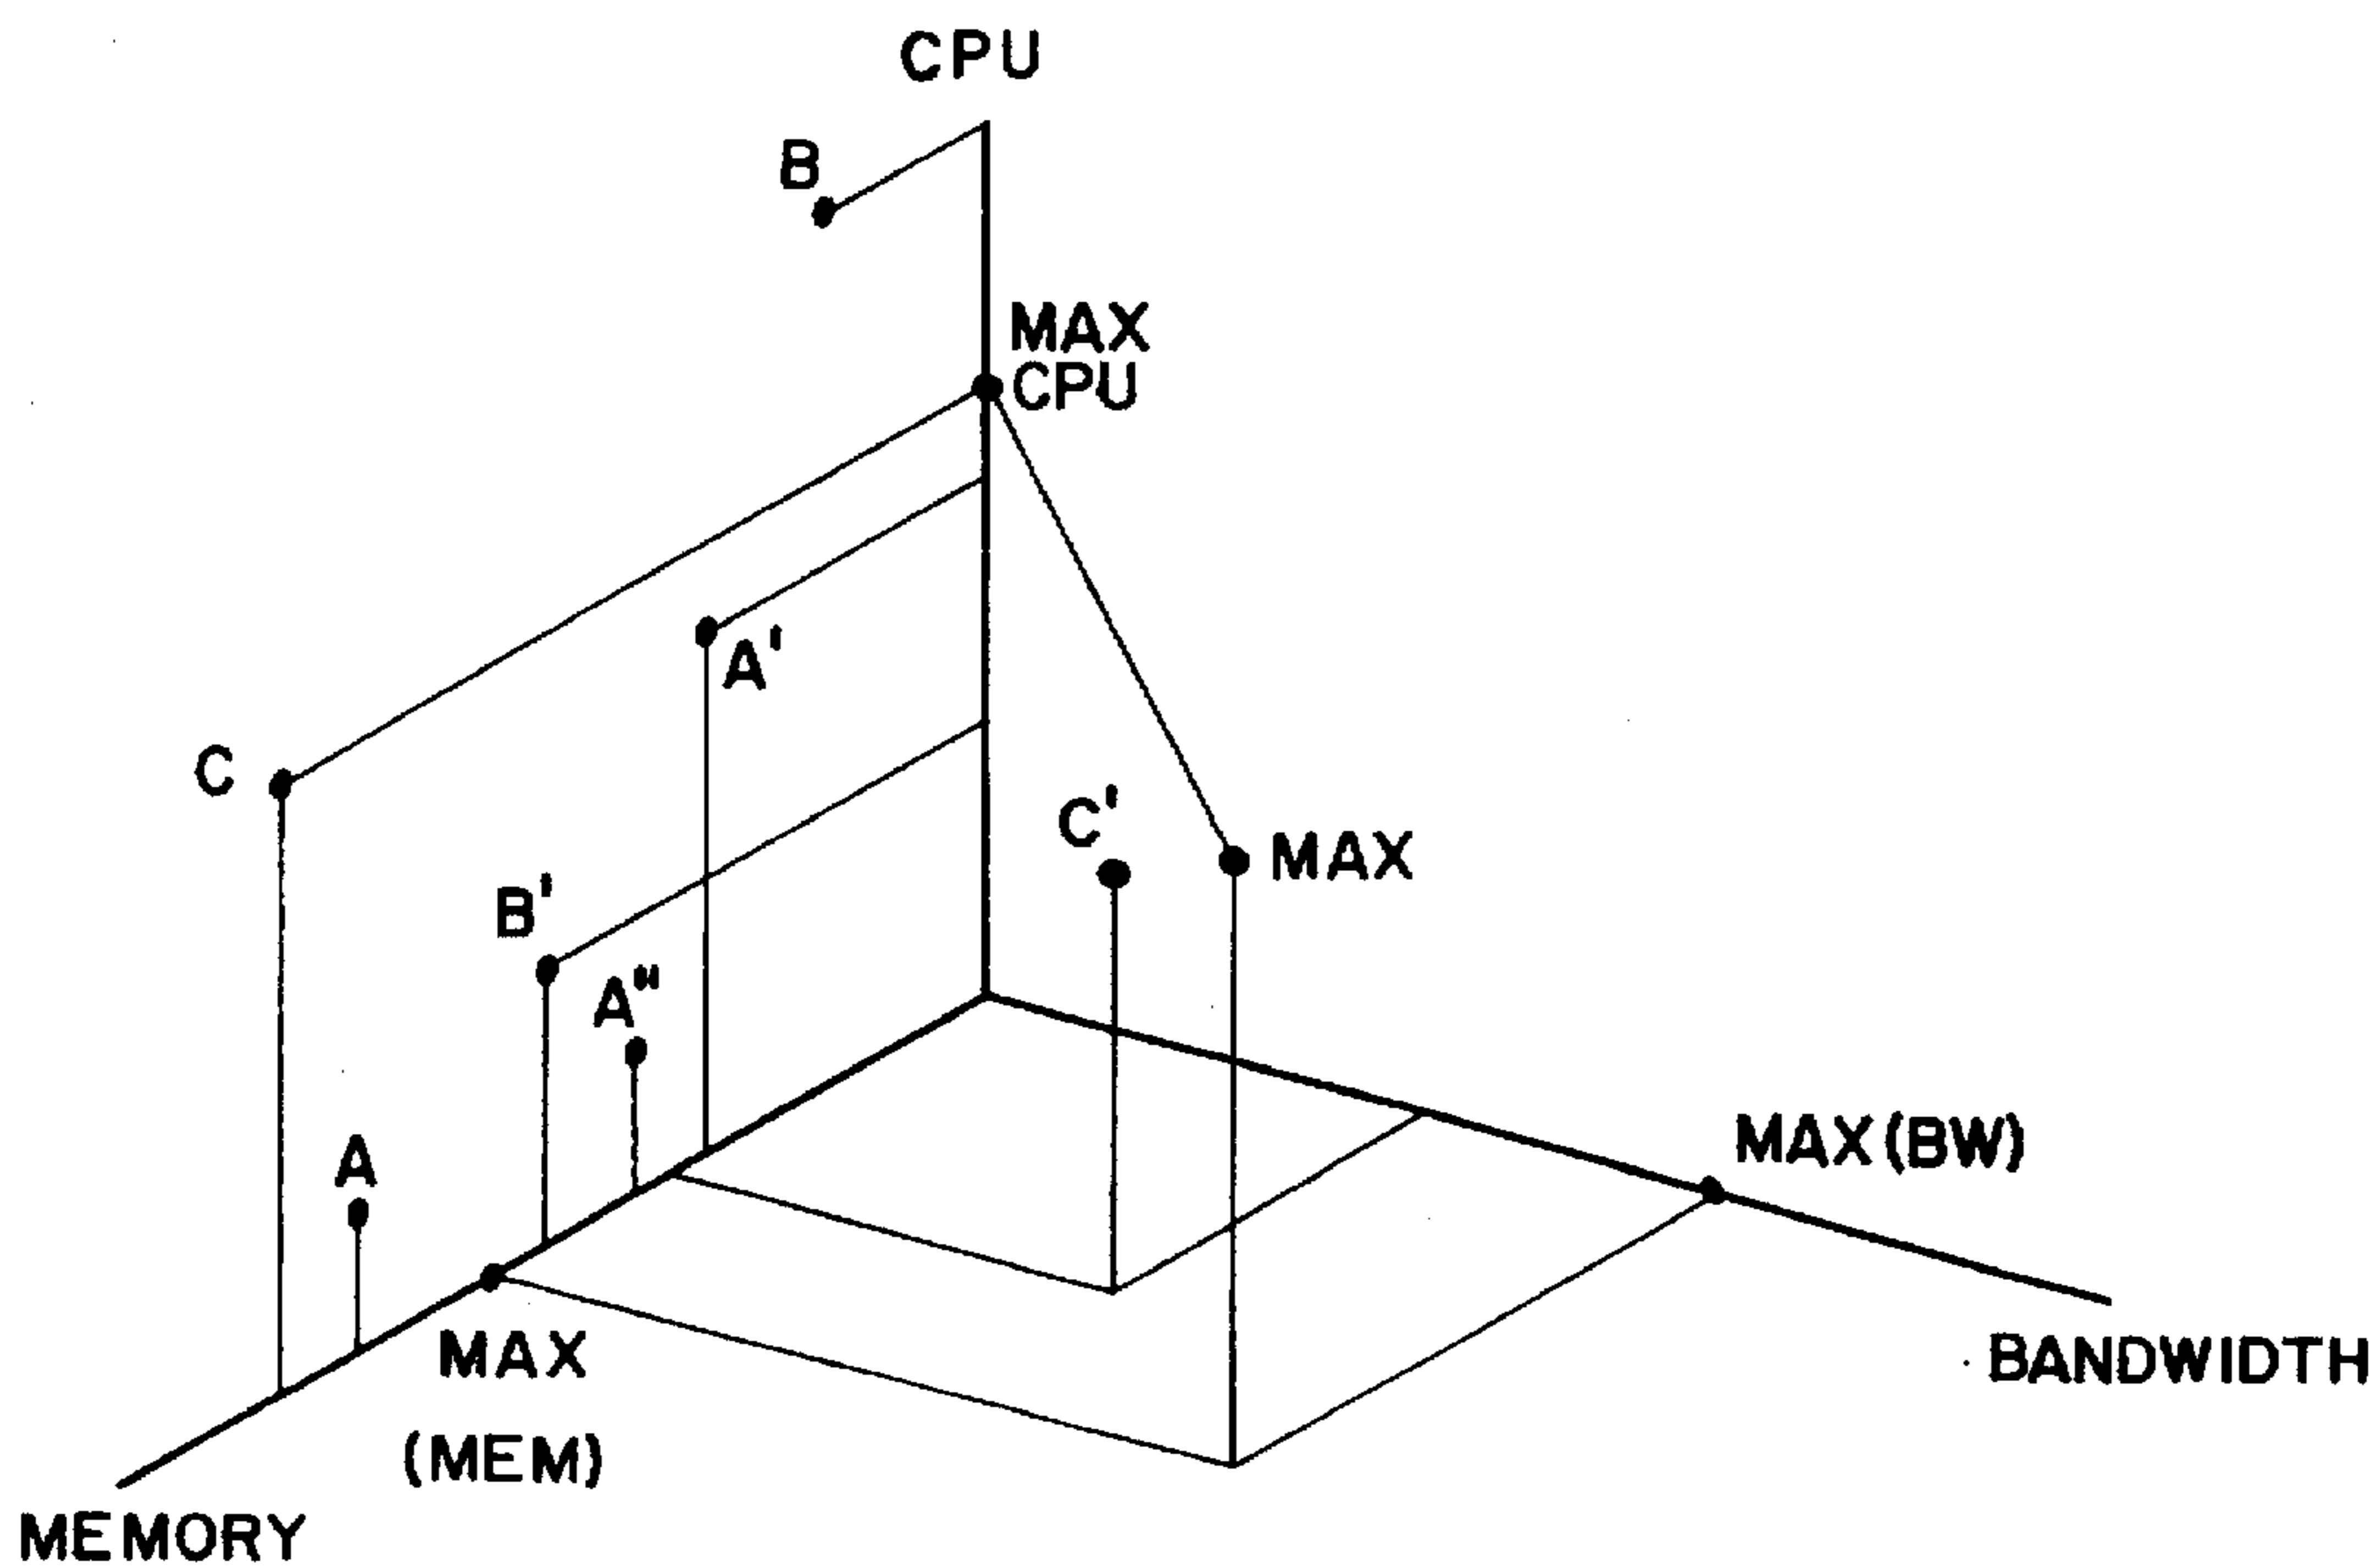 CPU
B
MAX
CPU
A'
C
C'
MAX
B'
A"
A
MAX(BW)
MAX
(MEM)
BANDWIDTH
MEMORY